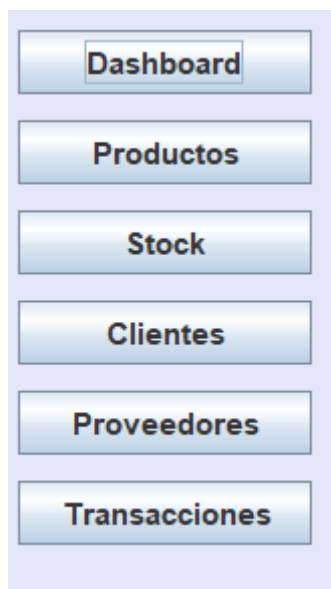 Dashboard
Productos
Stock
Clientes
Proveedores
Transacciones